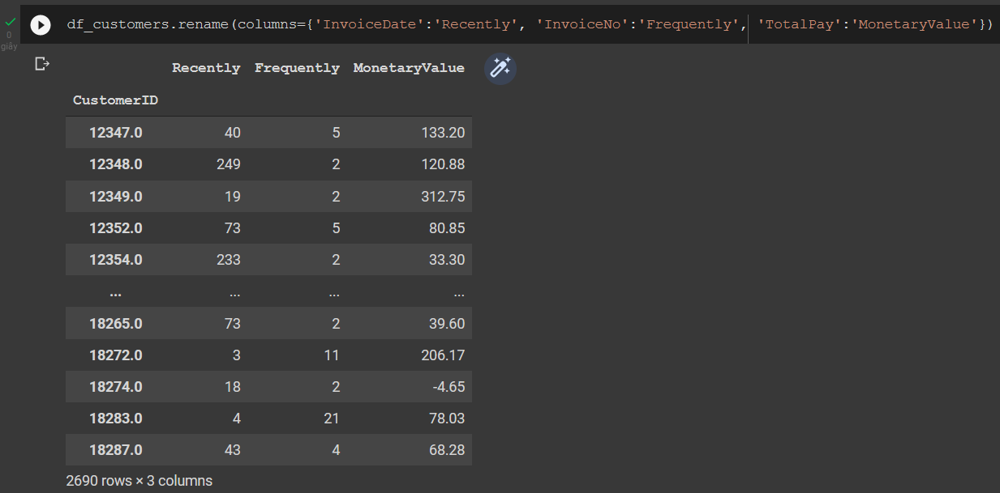 df_customers.rename(columns={'InvoiceDate':'Recently', 'InvoiceNo':'Frequently', 'TotalPay':'MonetaryValue'})
0
giây
Recently Frequently MonetaryValue
CustomerID
12347.0 40 5 133.20
12348.0 249 2 120.88
12349.0 19 2 312.75
12352.0 73 5 80.85
12354.0 233 2 33.30
... ... ... ...
18265.0 73 2 39.60
18272.0 3 11 206.17
18274.0 18 2 -4.65
18283.0 4 21 78.03
18287.0 43 4 68.28
2690 rows × 3 columns